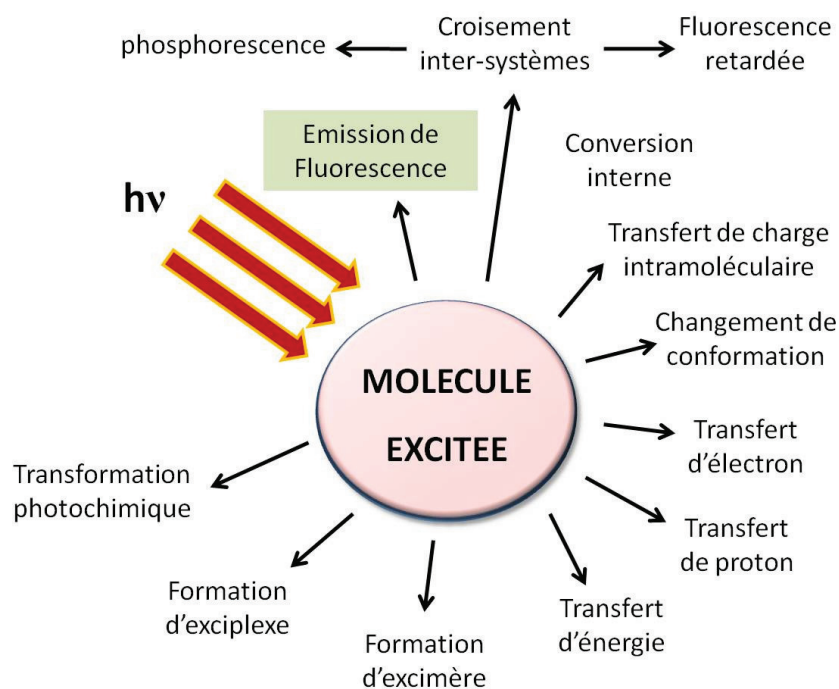 phosphorescence
Croisement
inter-systèmes
Fluorescence
retardée
Emission de
Fluorescence
Conversion
interne
hν
Transfert de charge
intramoléculaire
Changement de
conformation
MOLECULE
EXCITEE
Transfert
d’électron
Transformation
photochimique
Transfert
de proton
Formation
d’exciplexe
Formation
d’excimère
Transfert
d’énergie